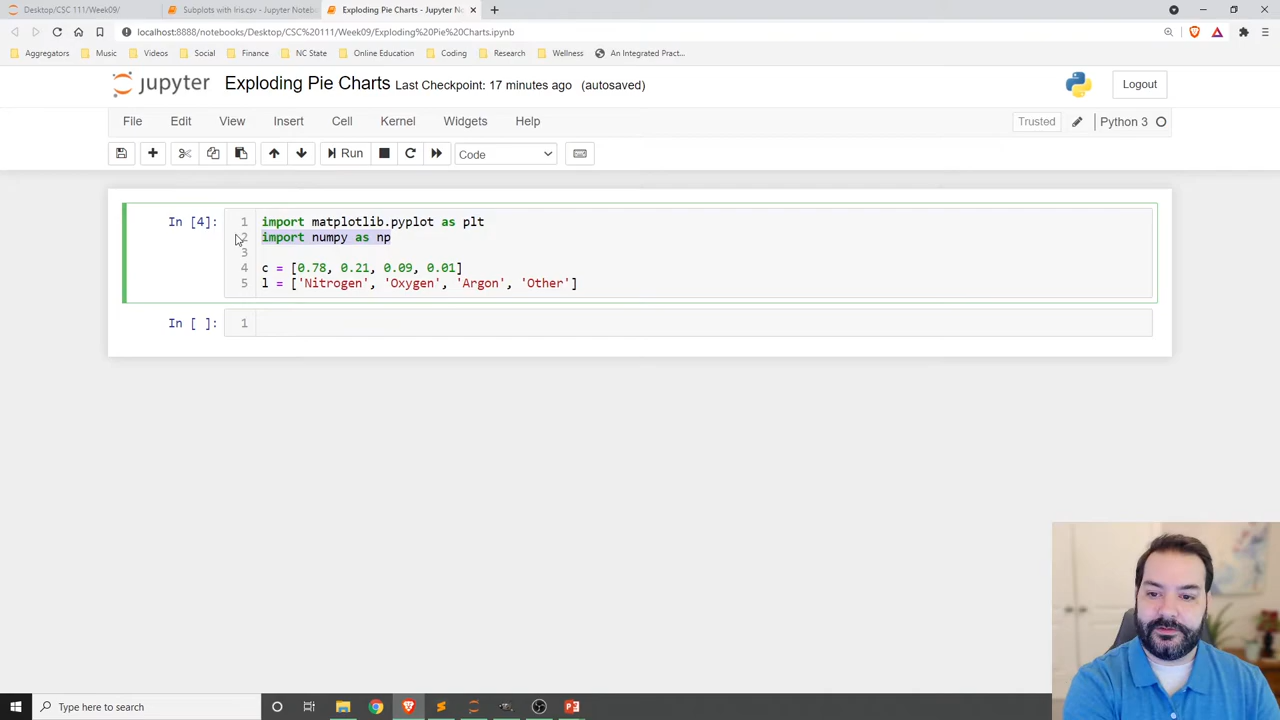 Desktop/CSC 111/Week09/
Subplots with Iris.csv - Jupyter Noteb
Exploding Pie Charts - Jupyter No
localhost:8888/notebooks/Desktop/CSC%20111/Week09/Exploding%20Pie%20Charts.ipynb
Aggregators Music Videos Social Finance NC State Online Education Coding Research Wellness An Integrated Pract...
jupyter Exploding Pie Charts Last Checkpoint: 17 minutes ago (autosaved) Logout
File Edit View Insert Cell Kernel Widgets Help Trusted Python 3
Run Code
In [4]: 1 import matplotlib.pyplot as plt
2 import numpy as np
3
4 c = [0.78, 0.21, 0.09, 0.01]
5 l = ['Nitrogen', 'Oxygen', 'Argon', 'Other']
In [ ]: 1
Type here to search